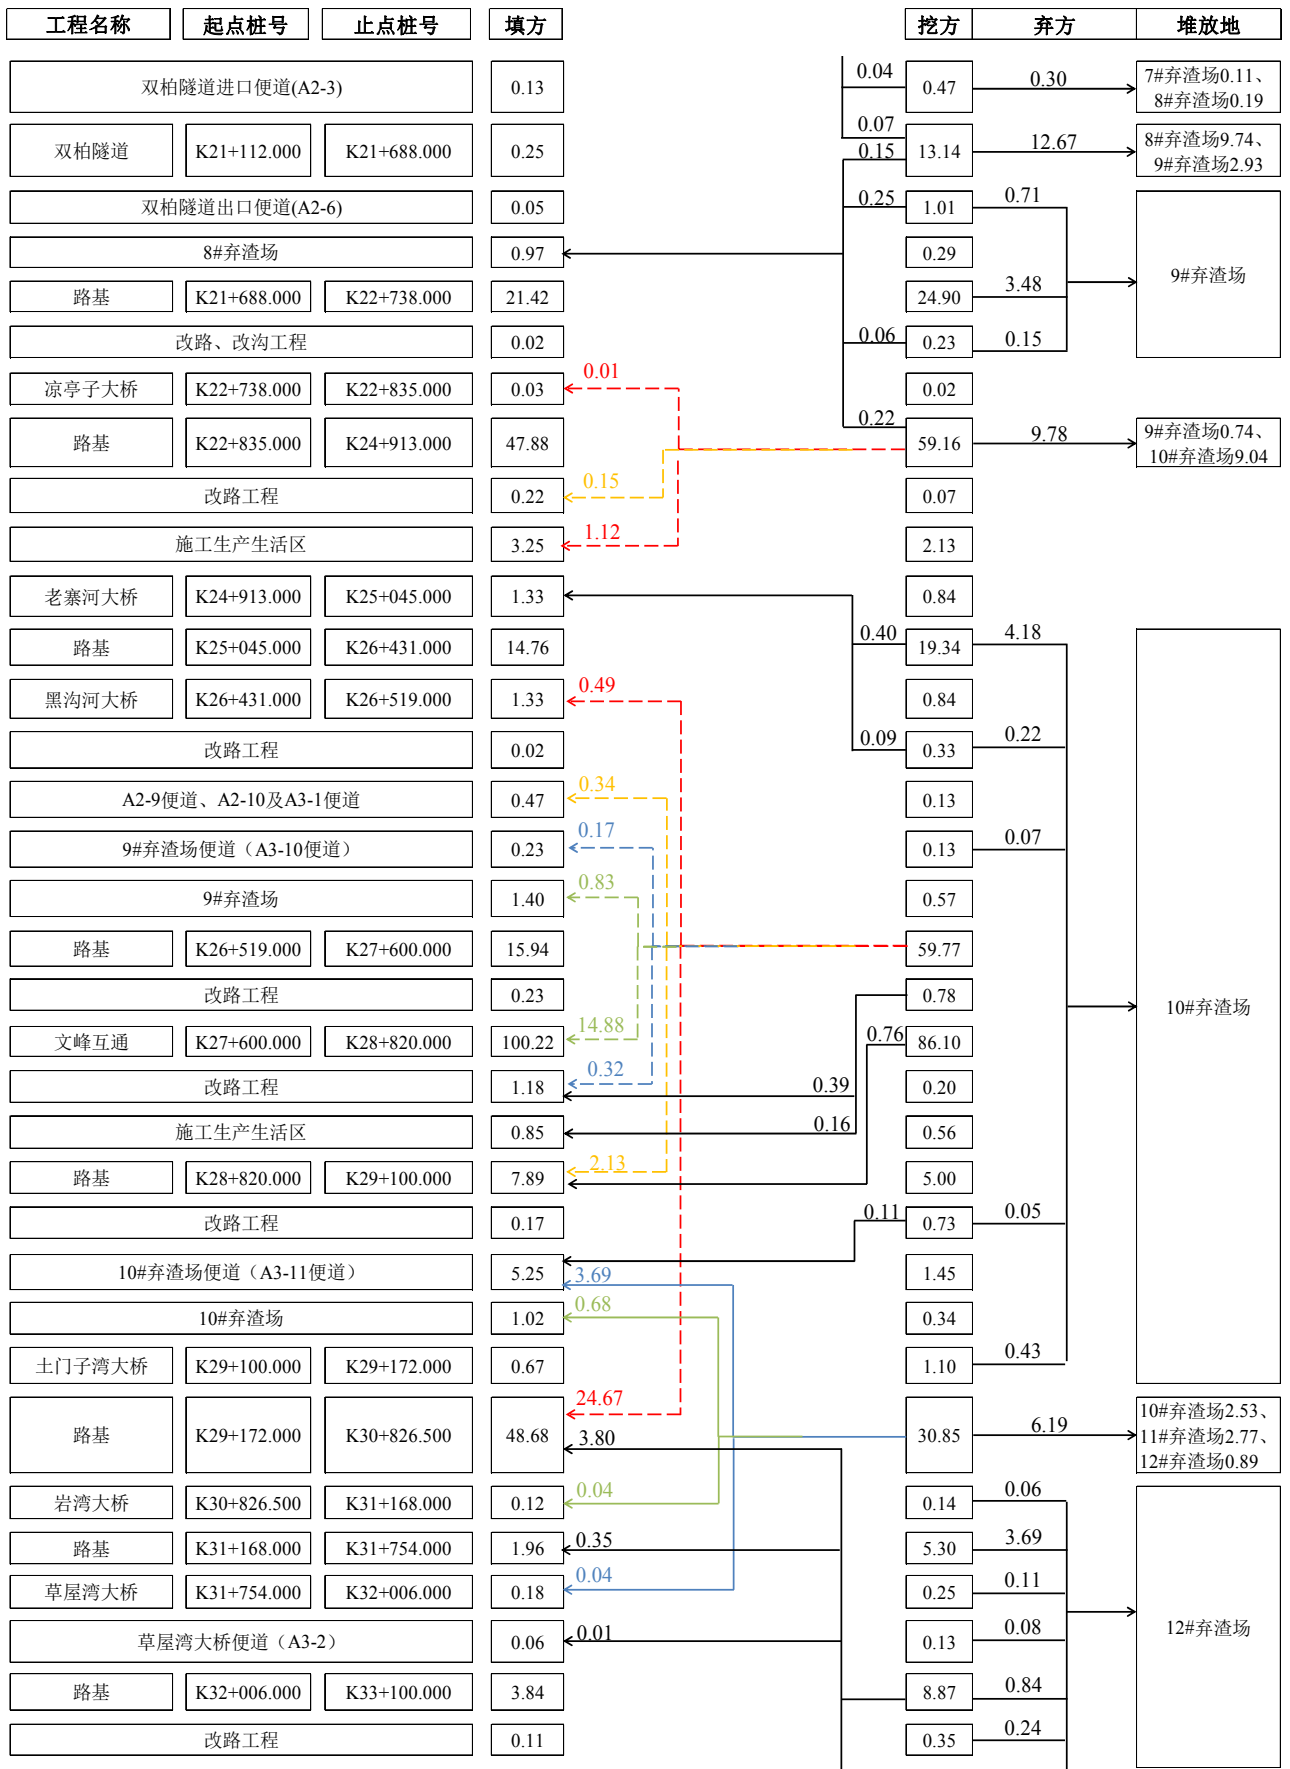 工程名称 起点桩号 止点桩号 填方 挖方 弃方 堆放地
双柏隧道进口便道(A2-3) 0.13 0.04 0.47 0.30 7#弃渣场0.11、
8#弃渣场0.19
0.07
双柏隧道 K21+112.000 K21+688.000 0.25 0.15 13.14 12.67 8#弃渣场9.74、
9#弃渣场2.93
双柏隧道出口便道(A2-6) 0.05 0.25 1.01 0.71
8#弃渣场 0.97 0.29
9#弃渣场
路基 K21+688.000 K22+738.000 21.42 24.90 3.48
改路、改沟工程 0.02 0.06 0.23 0.15
凉亭子大桥 K22+738.000 K22+835.000 0.03 0.01 0.02
0.22
路基 K22+835.000 K24+913.000 47.88 59.16 9.78 9#弃渣场0.74、
10#弃渣场9.04
改路工程 0.22 0.15 0.07
施工生产生活区 3.25 1.12 2.13
老寨河大桥 K24+913.000 K25+045.000 1.33 0.84
路基 K25+045.000 K26+431.000 14.76 0.40 19.34 4.18
黑沟河大桥 K26+431.000 K26+519.000 1.33 0.49 0.84
改路工程 0.02 0.09 0.33 0.22
A2-9便道、A2-10及A3-1便道 0.47 0.34 0.13
9#弃渣场便道（A3-10便道） 0.23 0.17 0.13 0.07
9#弃渣场 1.40 0.83 0.57
路基 K26+519.000 K27+600.000 15.94 59.77
改路工程 0.23 0.78
10#弃渣场
文峰互通 K27+600.000 K28+820.000 100.22 14.88 0.76 86.10
改路工程 1.18 0.32 0.39 0.20
施工生产生活区 0.85 0.16 0.56
路基 K28+820.000 K29+100.000 7.89 2.13 5.00
改路工程 0.17 0.11 0.73 0.05
10#弃渣场便道（A3-11便道） 5.25 3.69 1.45
10#弃渣场 1.02 0.68 0.34
土门子湾大桥 K29+100.000 K29+172.000 0.67 1.10 0.43
24.67
路基 K29+172.000 K30+826.500 48.68 3.80 30.85 6.19 10#弃渣场2.53、
11#弃渣场2.77、
12#弃渣场0.89
岩湾大桥 K30+826.500 K31+168.000 0.12 0.04 0.14 0.06
路基 K31+168.000 K31+754.000 1.96 0.35 5.30 3.69
草屋湾大桥 K31+754.000 K32+006.000 0.18 0.04 0.25 0.11
草屋湾大桥便道（A3-2） 0.06 0.01 0.13 0.08
12#弃渣场
路基 K32+006.000 K33+100.000 3.84 8.87 0.84
改路工程 0.11 0.35 0.24